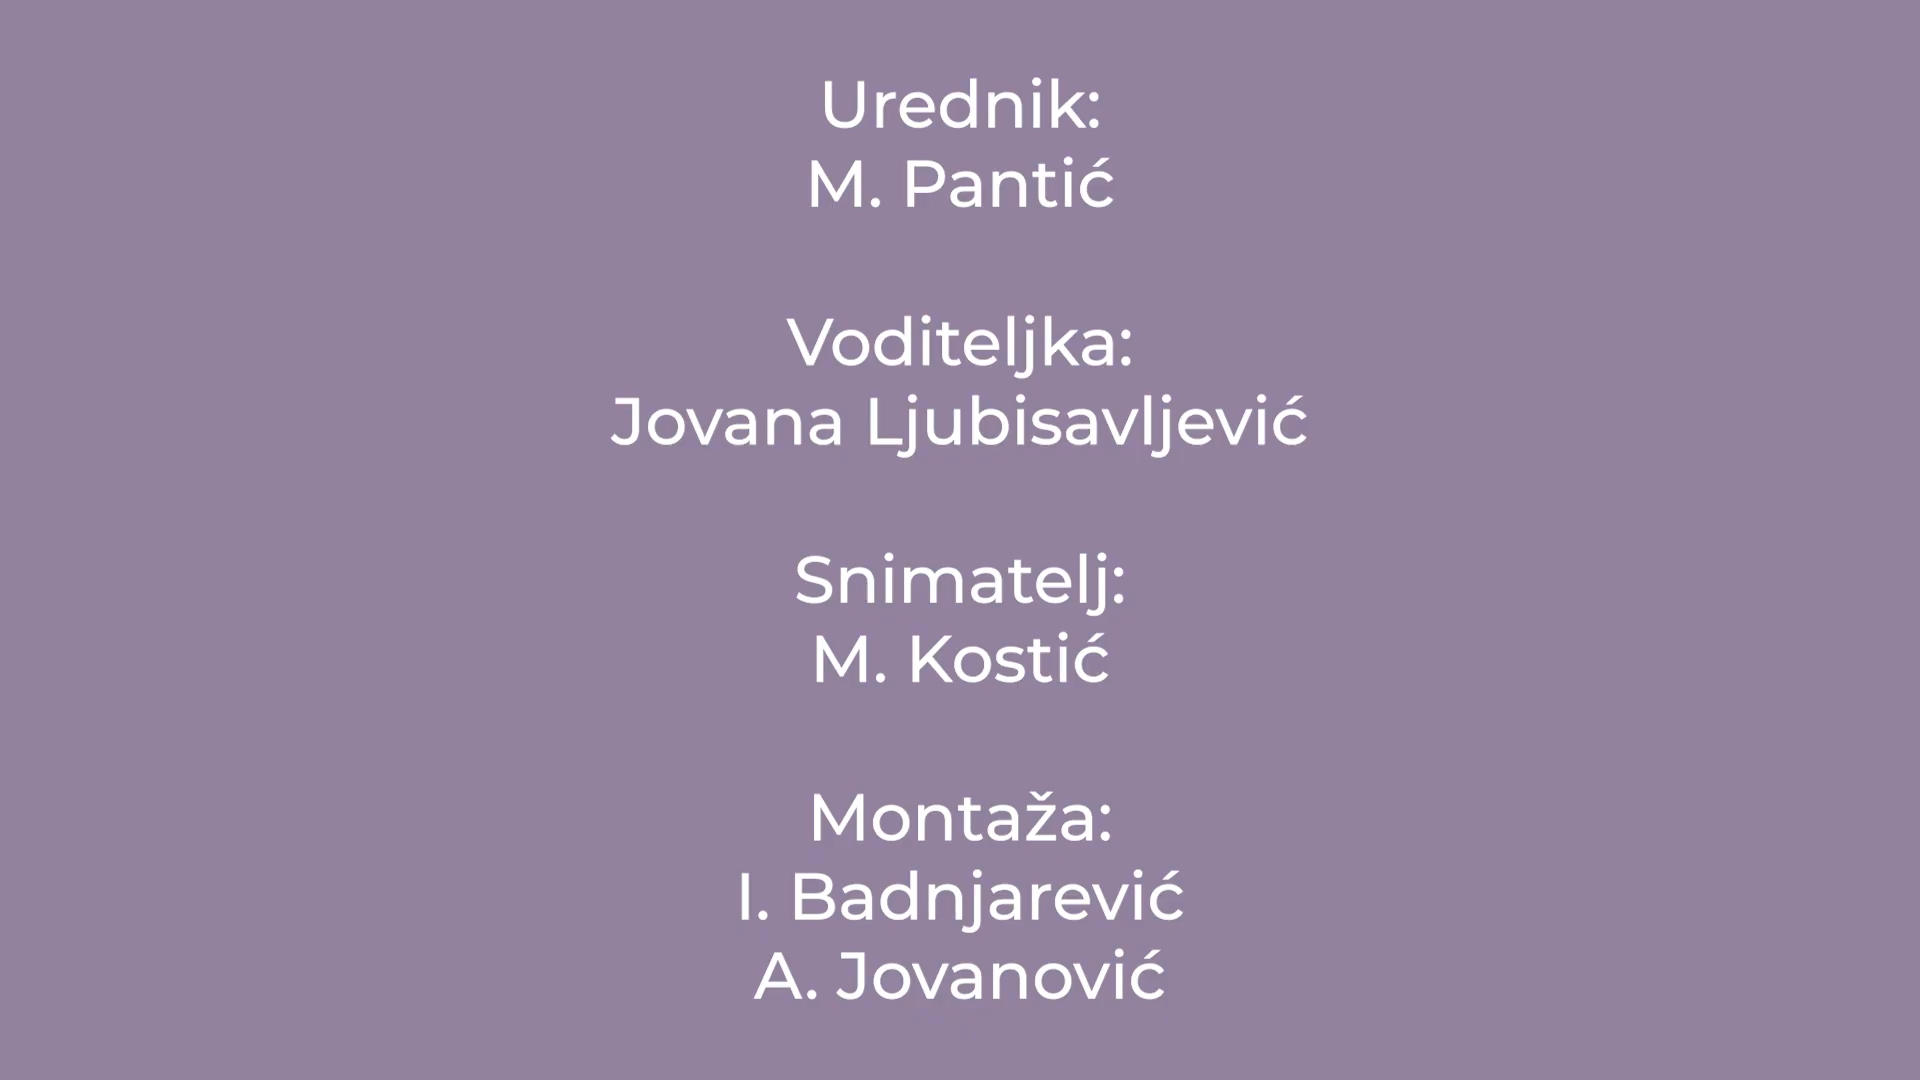 Urednik:
M. Pantić
Voditeljka:
Jovana Ljubisavljević
Snimatelj:
M. Kostić
Montaža:
I. Badnjarević
A. Jovanović